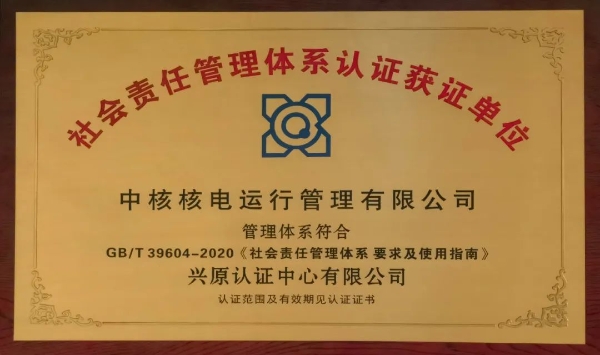 社会责任管理体系认证获证单位
中核核电运行管理有限公司
管理体系符合
GB/T 39604-2020《社会责任管理体系 要求及使用指南》
兴原认证中心有限公司
认证范围及有效期见认证证书